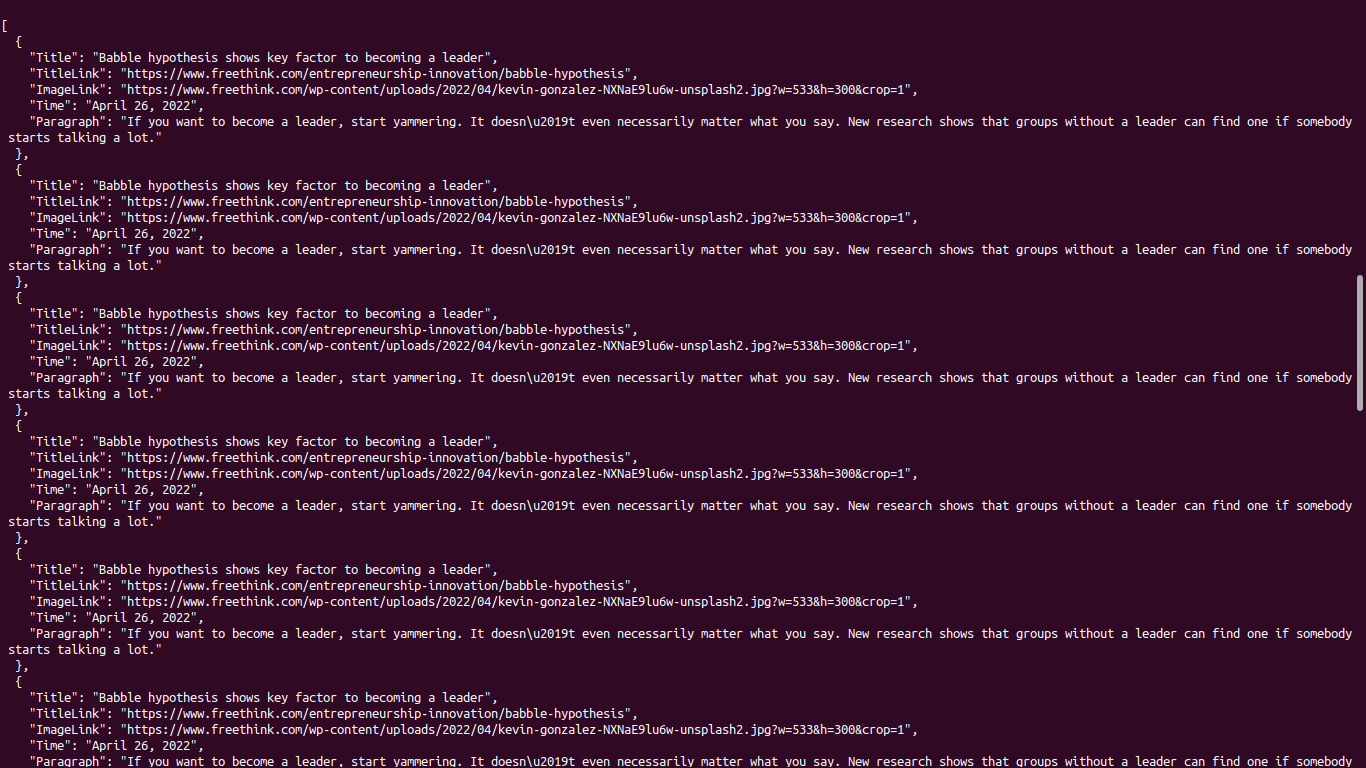 [
{
"Title": "Babble hypothesis shows key factor to becoming a leader",
"TitleLink": "https://www.freethink.com/entrepreneurship-innovation/babble-hypothesis",
"ImageLink": "https://www.freethink.com/wp-content/uploads/2022/04/kevin-gonzalez-NXNaE9lu6w-unsplash2.jpg?w=533&h=300&crop=1",
"Time": "April 26, 2022",
"Paragraph": "If you want to become a leader, start yammering. It doesn\u2019t even necessarily matter what you say. New research shows that groups without a leader can find one if somebody
starts talking a lot."
},
{
"Title": "Babble hypothesis shows key factor to becoming a leader",
"TitleLink": "https://www.freethink.com/entrepreneurship-innovation/babble-hypothesis",
"ImageLink": "https://www.freethink.com/wp-content/uploads/2022/04/kevin-gonzalez-NXNaE9lu6w-unsplash2.jpg?w=533&h=300&crop=1",
"Time": "April 26, 2022",
"Paragraph": "If you want to become a leader, start yammering. It doesn\u2019t even necessarily matter what you say. New research shows that groups without a leader can find one if somebody
starts talking a lot."
},
{
"Title": "Babble hypothesis shows key factor to becoming a leader",
"TitleLink": "https://www.freethink.com/entrepreneurship-innovation/babble-hypothesis",
"ImageLink": "https://www.freethink.com/wp-content/uploads/2022/04/kevin-gonzalez-NXNaE9lu6w-unsplash2.jpg?w=533&h=300&crop=1",
"Time": "April 26, 2022",
"Paragraph": "If you want to become a leader, start yammering. It doesn\u2019t even necessarily matter what you say. New research shows that groups without a leader can find one if somebody
starts talking a lot."
},
{
"Title": "Babble hypothesis shows key factor to becoming a leader",
"TitleLink": "https://www.freethink.com/entrepreneurship-innovation/babble-hypothesis",
"ImageLink": "https://www.freethink.com/wp-content/uploads/2022/04/kevin-gonzalez-NXNaE9lu6w-unsplash2.jpg?w=533&h=300&crop=1",
"Time": "April 26, 2022",
"Paragraph": "If you want to become a leader, start yammering. It doesn\u2019t even necessarily matter what you say. New research shows that groups without a leader can find one if somebody
starts talking a lot."
},
{
"Title": "Babble hypothesis shows key factor to becoming a leader",
"TitleLink": "https://www.freethink.com/entrepreneurship-innovation/babble-hypothesis",
"ImageLink": "https://www.freethink.com/wp-content/uploads/2022/04/kevin-gonzalez-NXNaE9lu6w-unsplash2.jpg?w=533&h=300&crop=1",
"Time": "April 26, 2022",
"Paragraph": "If you want to become a leader, start yammering. It doesn\u2019t even necessarily matter what you say. New research shows that groups without a leader can find one if somebody
starts talking a lot."
},
{
"Title": "Babble hypothesis shows key factor to becoming a leader",
"TitleLink": "https://www.freethink.com/entrepreneurship-innovation/babble-hypothesis",
"ImageLink": "https://www.freethink.com/wp-content/uploads/2022/04/kevin-gonzalez-NXNaE9lu6w-unsplash2.jpg?w=533&h=300&crop=1",
"Time": "April 26, 2022",
"Paragraph": "If you want to become a leader, start yammering. It doesn\u2019t even necessarily matter what you say. New research shows that groups without a leader can find one if somebody